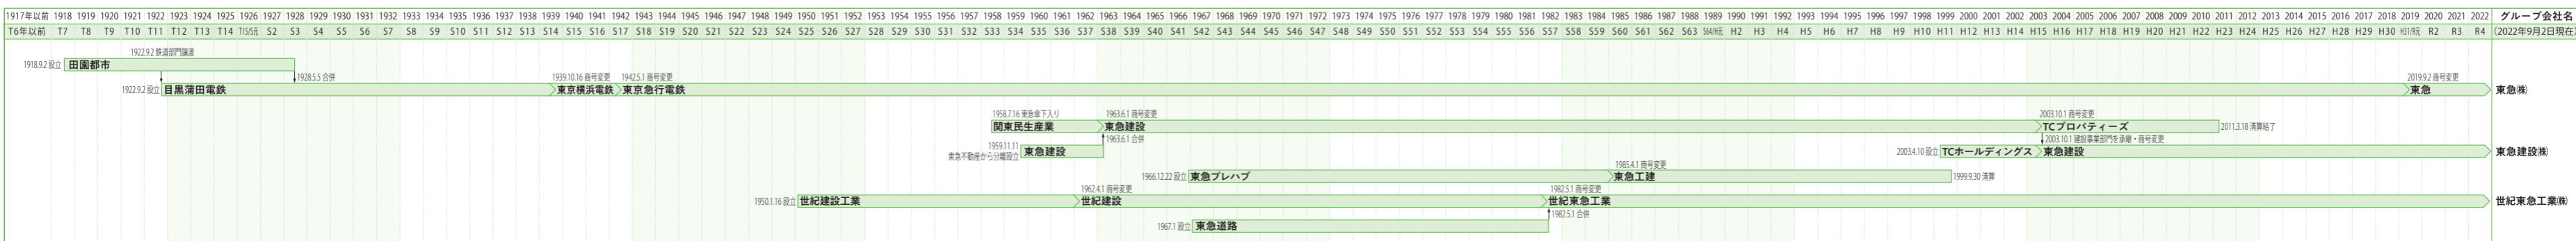 1917年以前 1918 1919 1920 1921 1922 1923 1924 1925 1926 1927 1928 1929 1930 1931 1932 1933 1934 1935 1936 1937 1938 1939 1940 1941 1942 1943 1944 1945 1946 1947 1948 1949 1950 1951 1952 1953 1954 1955 1956 1957 1958 1959 1960 1961 1962 1963 1964 1965 1966 1967 1968 1969 1970 1971 1972 1973 1974 1975 1976 1977 1978 1979 1980 1981 1982 1983 1984 1985 1986 1987 1988 1989 1990 1991 1992 1993 1994 1995 1996 1997 1998 1999 2000 2001 2002 2003 2004 2005 2006 2007 2008 2009 2010 2011 2012 2013 2014 2015 2016 2017 2018 2019 2020 2021 2022 グループ会社名
T6年以前 T7 T8 T9 T10 T11 T12 T13 T14 T15/S元 S2 S3 S4 S5 S6 S7 S8 S9 S10 S11 S12 S13 S14 S15 S16 S17 S18 S19 S20 S21 S22 S23 S24 S25 S26 S27 S28 S29 S30 S31 S32 S33 S34 S35 S36 S37 S38 S39 S40 S41 S42 S43 S44 S45 S46 S47 S48 S49 S50 S51 S52 S53 S54 S55 S56 S57 S58 S59 S60 S61 S62 S63 S64/H元 H2 H3 H4 H5 H6 H7 H8 H9 H10 H11 H12 H13 H14 H15 H16 H17 H18 H19 H20 H21 H22 H23 H24 H25 H26 H27 H28 H29 H30 H31/R元 R2 R3 R4 (2022年9月2日現在)
1922.9.2 鉄道部門譲渡
1918.9.2 設立 田園都市
1928.5.5 合併 1939.10.16 商号変更 1942.5.1 商号変更 2019.9.2 商号変更
1922.9.2 設立 目黒蒲田電鉄 東京横浜電鉄 東京急行電鉄 東急 東急㈱
1958.7.16 東急傘下入り 1963.6.1 商号変更 2003.10.1 商号変更
関東民生産業 東急建設 TCプロパティーズ 2011.3.18 清算結了
1963.6.1 合併 2003.10.1 建設事業部門を承継・商号変更
1959.11.11
東急不動産から分離設立 東急建設 2003.4.10 設立 TCホールディングス 東急建設 東急建設㈱
1985.4.1 商号変更
1966.12.22 設立 東急プレハブ 東急工建 1999.9.30 清算
1962.4.1 商号変更 1982.5.1 商号変更
1950.1.16 設立 世紀建設工業 世紀建設 世紀東急工業 世紀東急工業㈱
1982.5.1 合併
1967.1 設立 東急道路